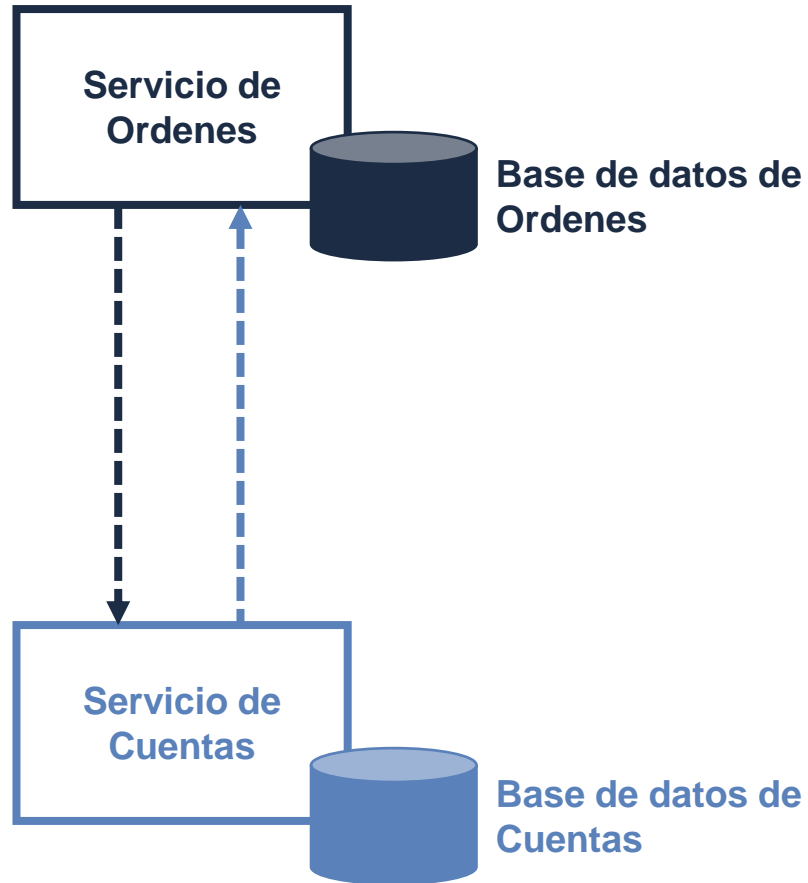 Servicio de
Ordenes
Base de datos de
Ordenes
Servicio de
Cuentas
Base de datos de
Cuentas